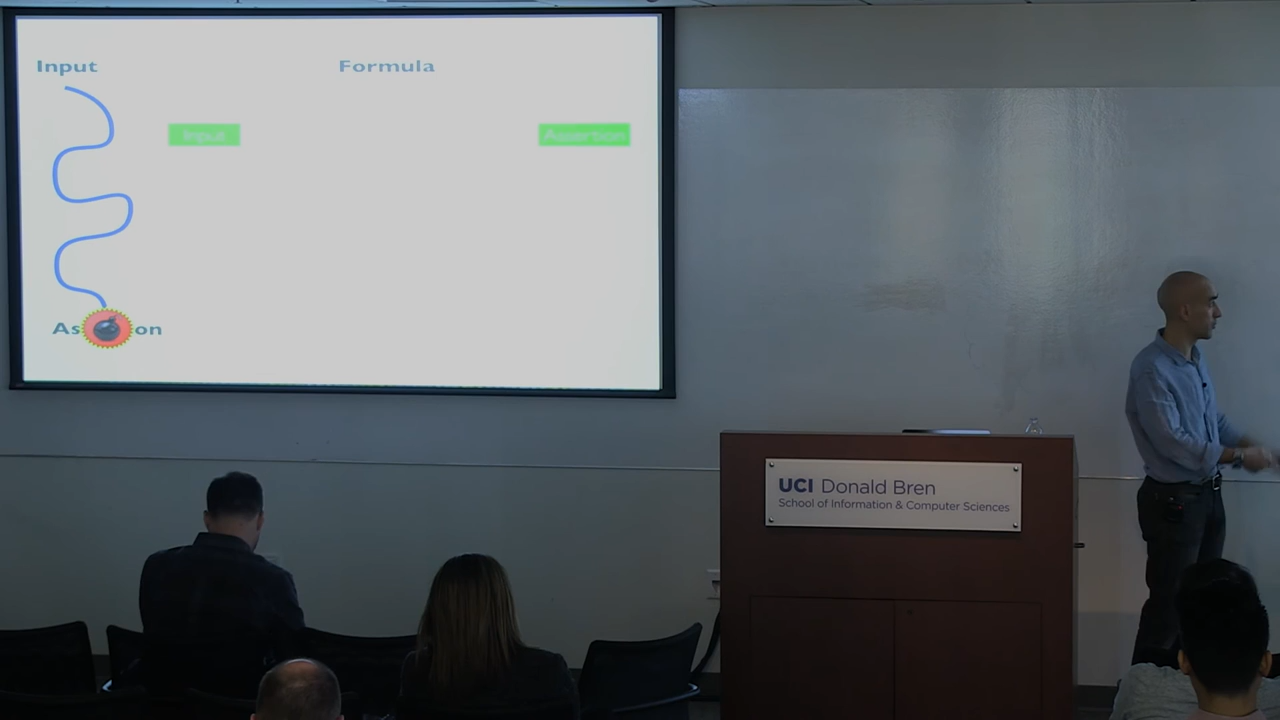 Input
Formula
Input
Assertion
As on
UCI Donald Bren
School of Information & Computer Sciences